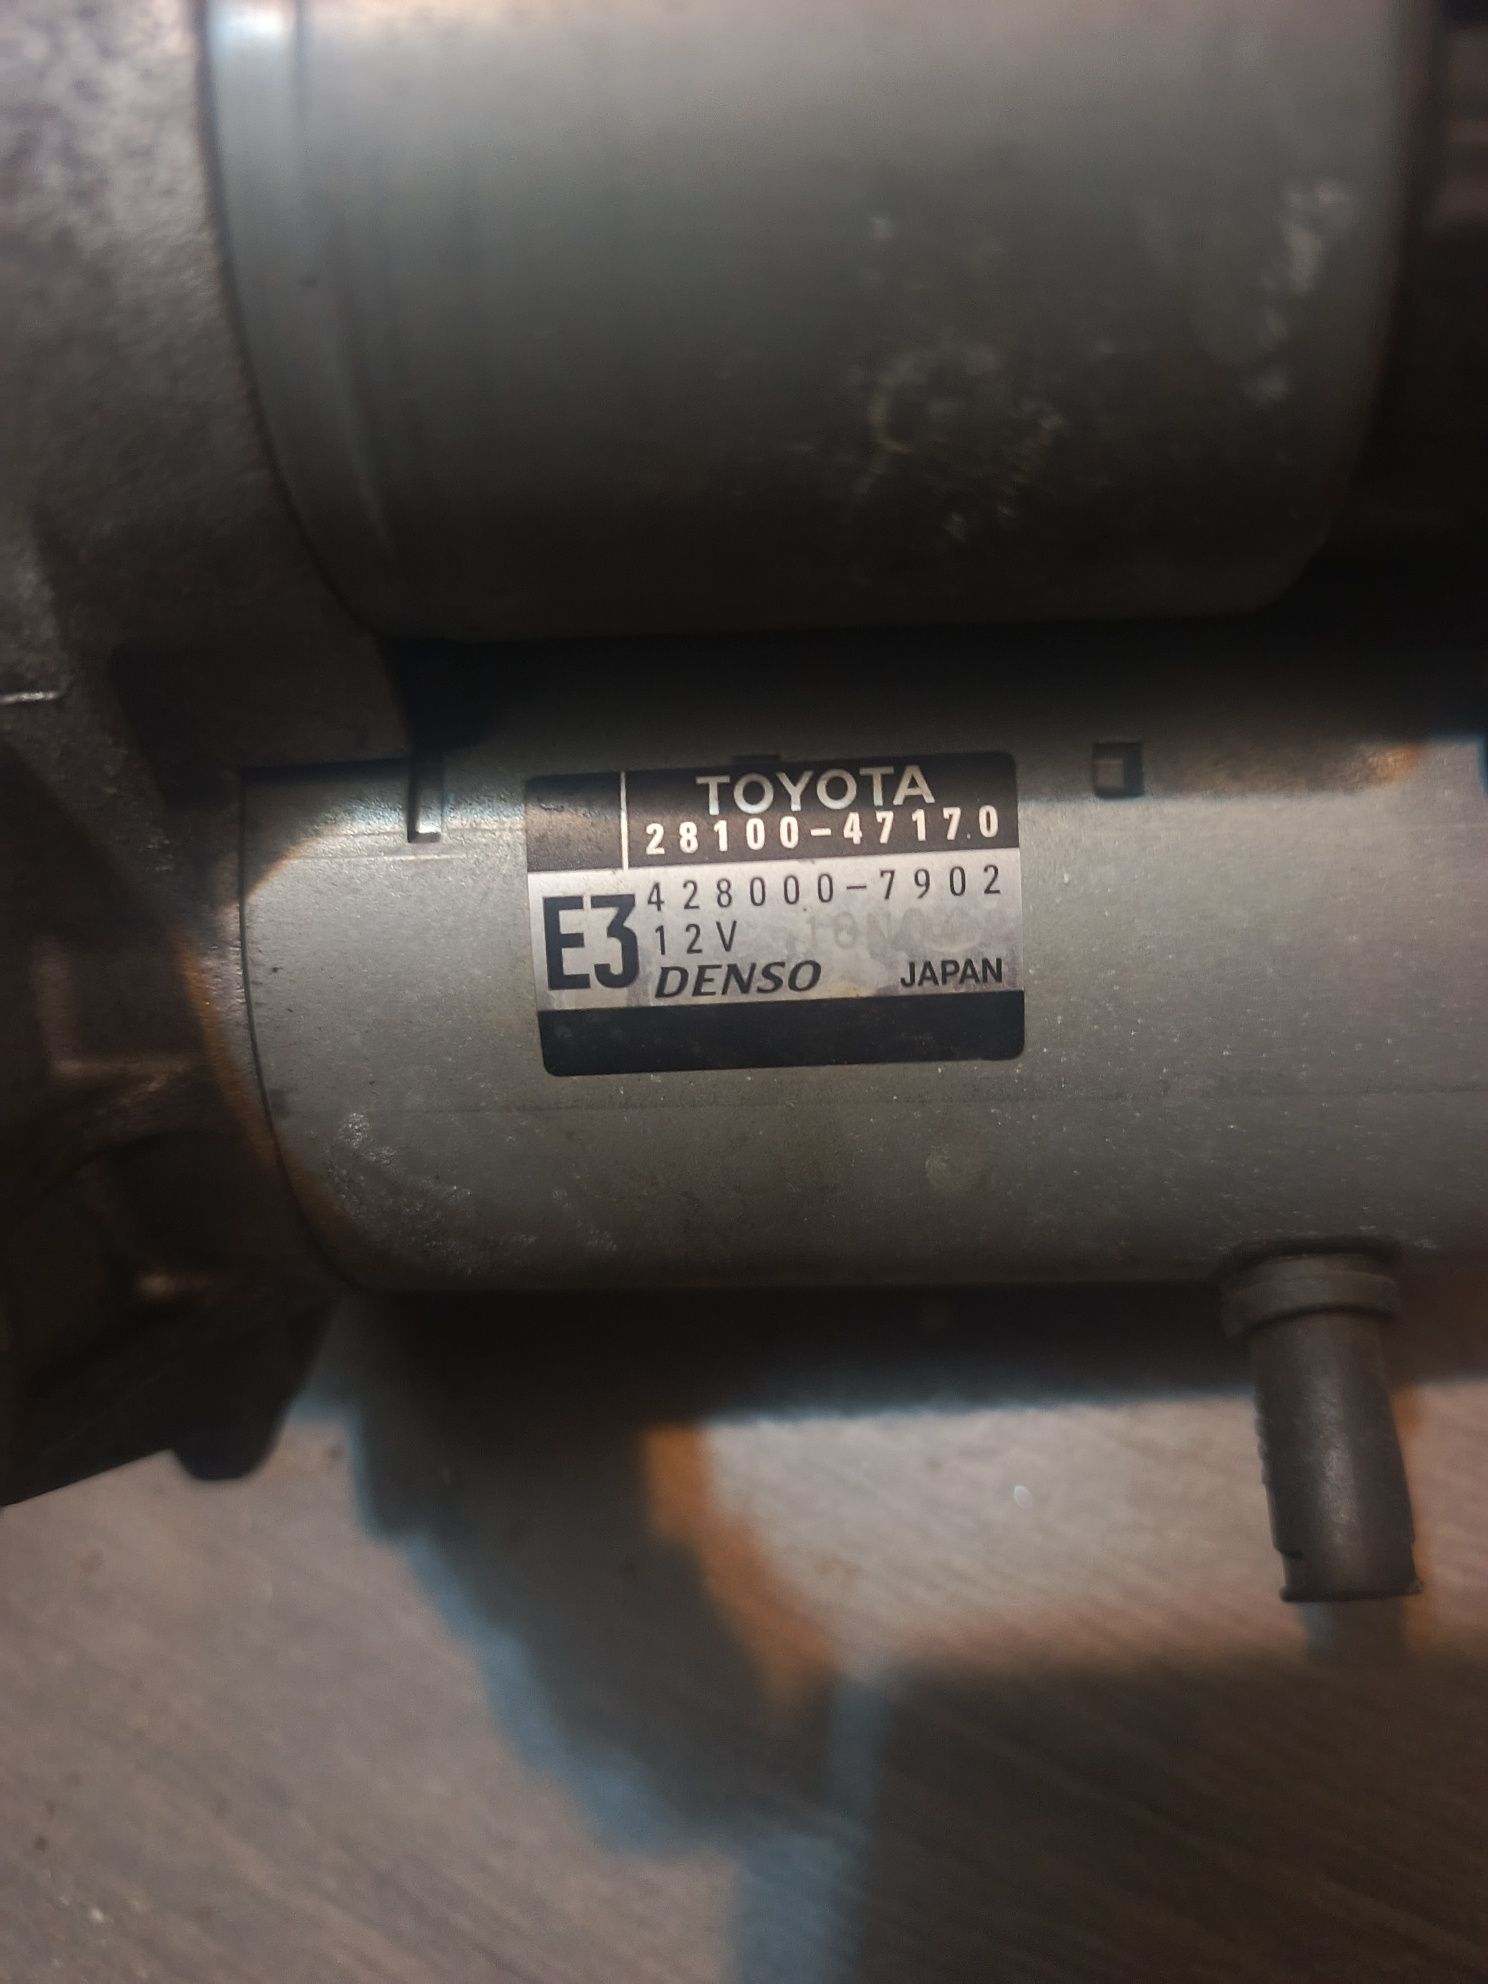 TOYOTA
28100-47170
E3
428000-7902
12V
DENSO JAPAN